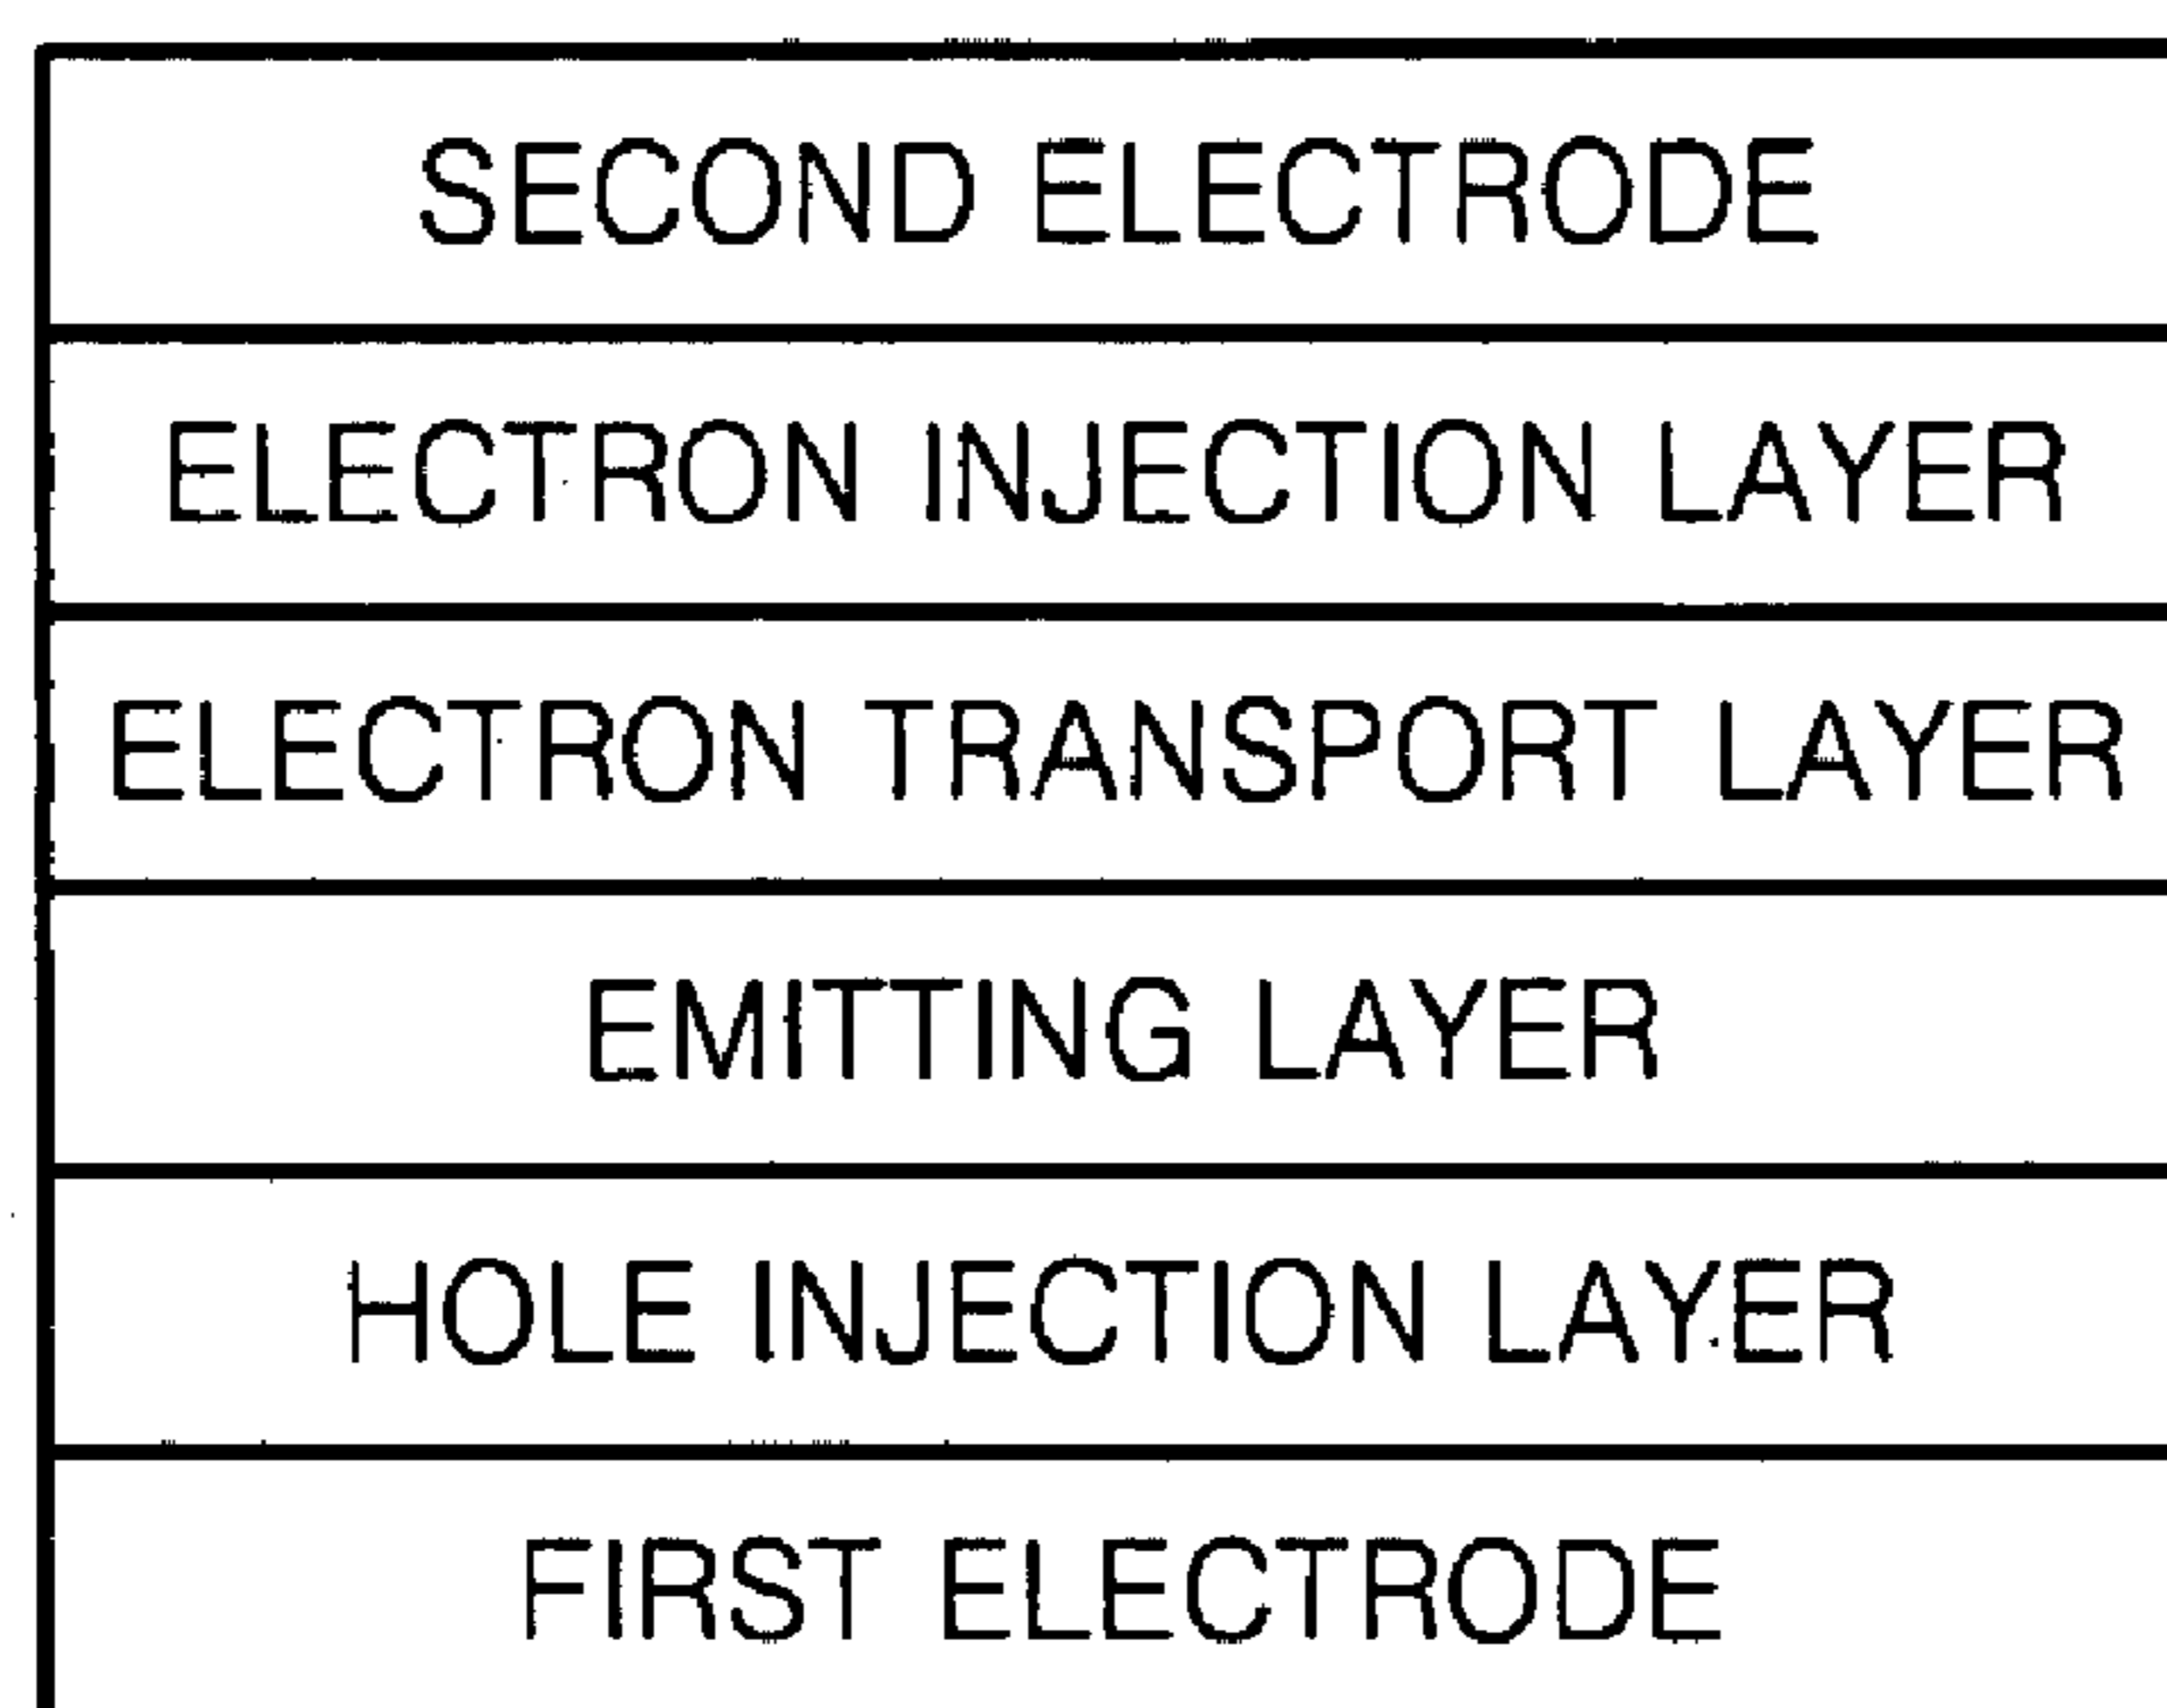 SECOND ELECTRODE
ELECTRON INJECTION LAYER
ELECTRON TRANSPORT LAYER
EMITTING LAYER
HOLE INJECTION LAYER
FIRST ELECTRODE